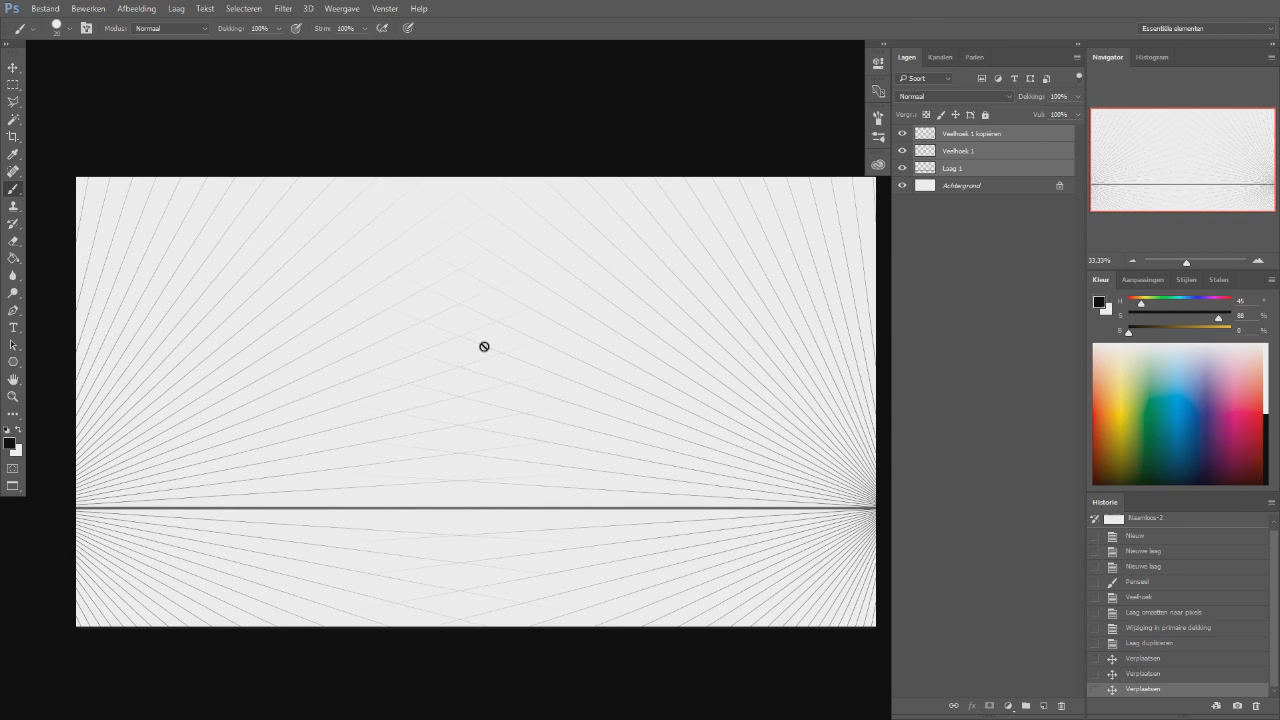 Ps Bestand Bewerken Afbeelding Laag Tekst Selecteren Filter 3D Weergave Venster Help
20 Modus: Normaal Dekking: 100% Strm: 100% Essentiële elementen
Lagen Kanalen Paden
Soort
Normaal Dekking: 100%
Vergr.: Vul: 100%
Veelhoek 1 kopiëren
Veelhoek 1
Laag 1
Achtergrond
Navigator Histogram
33,33%
Kleur Aanpassingen Stijlen Stalen
H 45 °
S 88 %
B 0 %
Historie
Naamloos-2
Nieuw
Nieuwe laag
Nieuwe laag
Penseel
Veelhoek
Laag omzetten naar pixels
Wijziging in primaire dekking
Laag dupliceren
Verplaatsen
Verplaatsen
Verplaatsen
fx